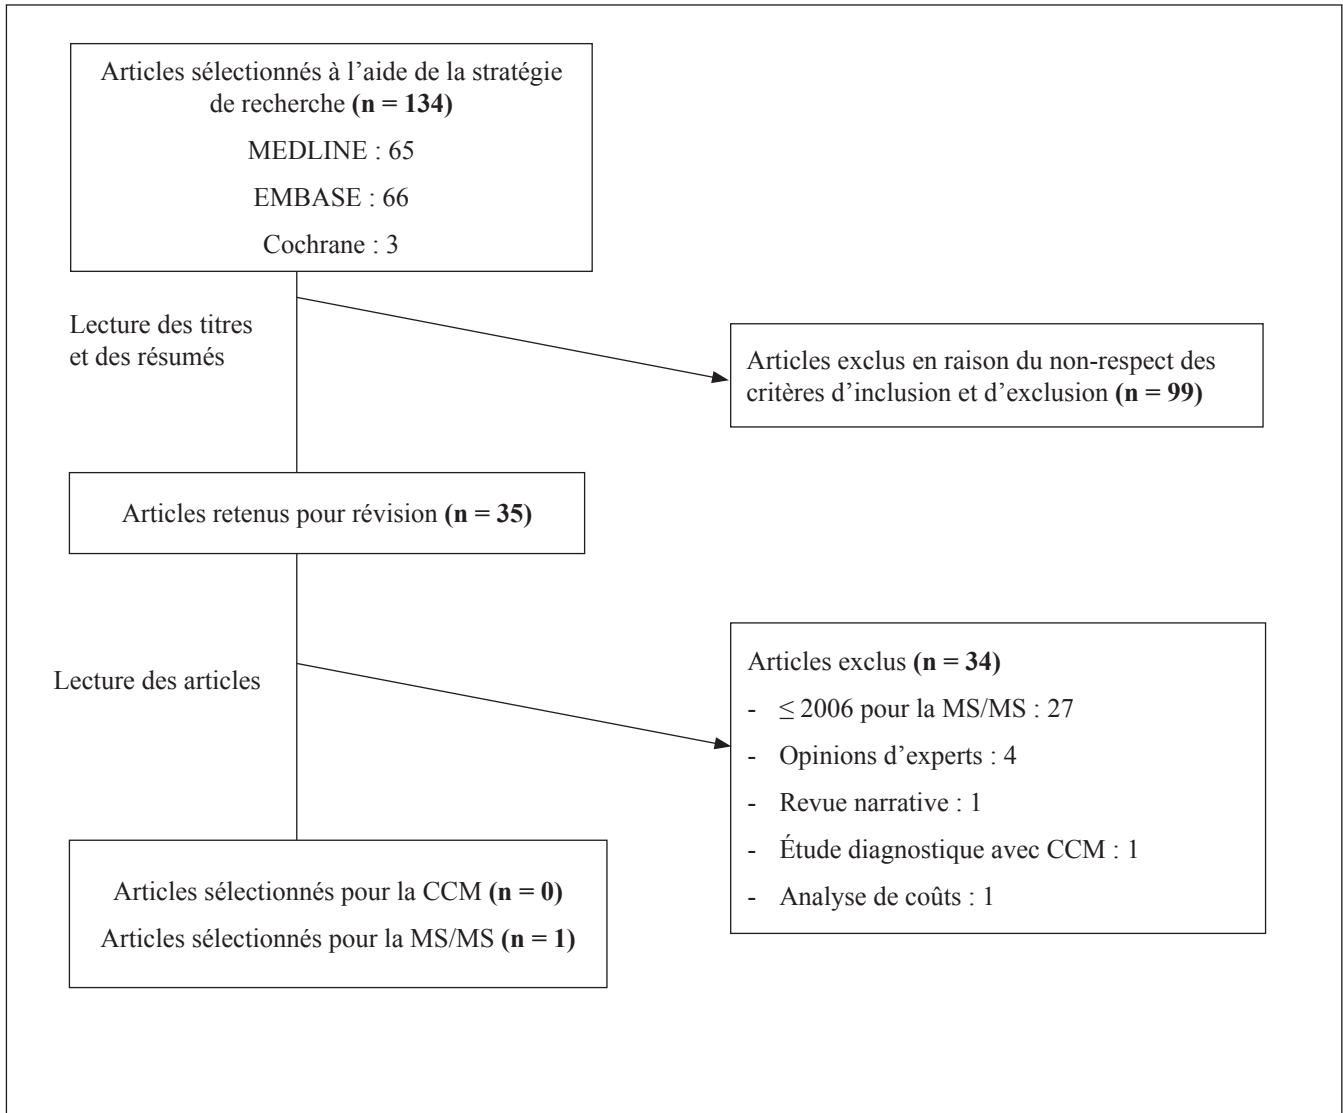 Articles sélectionnés à l’aide de la stratégie
de recherche (n = 134)
MEDLINE : 65
EMBASE : 66
Cochrane : 3
Lecture des titres
et des résumés
Articles exclus en raison du non-respect des
critères d’inclusion et d’exclusion (n = 99)
Articles retenus pour révision (n = 35)
Lecture des articles
Articles exclus (n = 34)
- ≤ 2006 pour la MS/MS : 27
- Opinions d’experts : 4
- Revue narrative : 1
- Étude diagnostique avec CCM : 1
- Analyse de coûts : 1
Articles sélectionnés pour la CCM (n = 0)
Articles sélectionnés pour la MS/MS (n = 1)